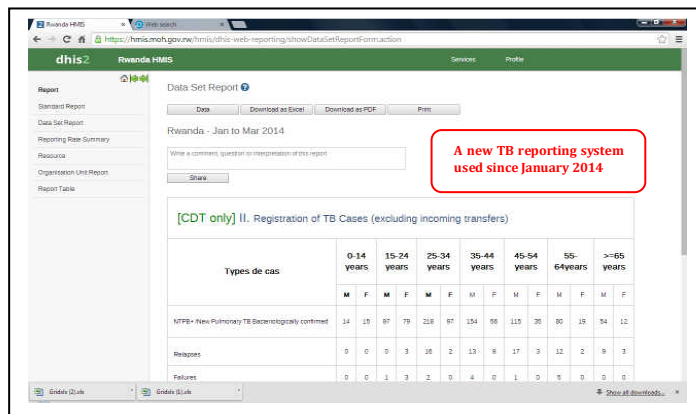 Rwanda HMIS
Web search
https://hmis.moh.gov.rw/hmis/dhis-web-reporting/showDataSetReportForm.action
dhis2 Rwanda HMIS Services Profile
Report
Standard Report
Data Set Report
Reporting Rate Summary
Resource
Organisation Unit Report
Report Table
Data Set Report
Data Download as Excel Download as PDF Print
Rwanda - Jan to Mar 2014
Write a comment, question or interpretation of this report
Share
A new TB reporting system
used since January 2014
[CDT only] II. Registration of TB Cases (excluding incoming transfers)
Types de cas 0-14 years 15-24 years 25-34 years 35-44 years 45-54 years 55-64years >=65 years
M F M F M F M F M F M F M F
NTPB+ /New Pulmonary TB Bacteriologically confirmed 14 15 97 79 218 97 154 56 115 35 80 19 54 12
Relapses 0 0 0 3 16 2 13 8 17 3 12 2 9 3
Failures 0 0 1 3 2 0 4 0 1 0 5 0 0 0
Gridxls (2).xls Gridxls (1).xls Show all downloads...